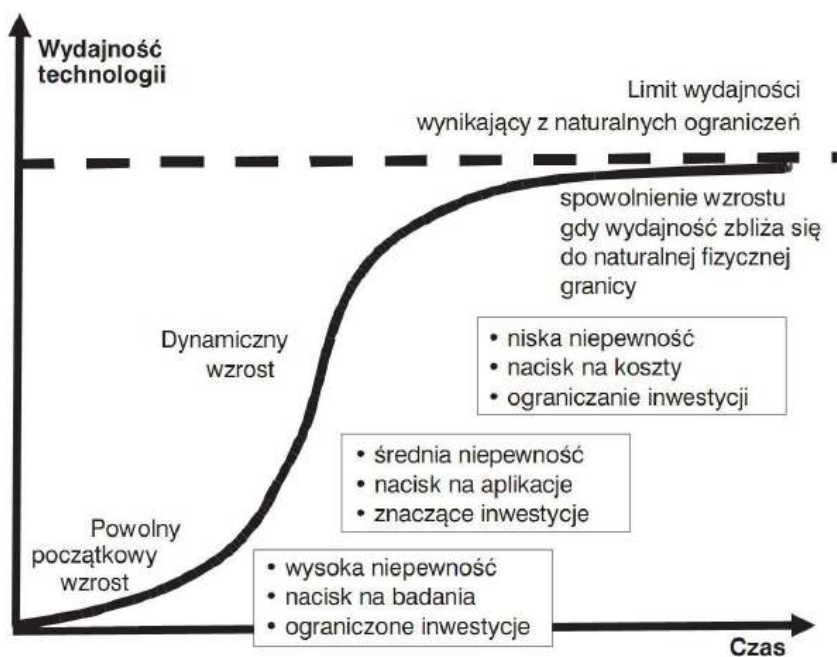 Wydajność
technologii
Limit wydajności
wynikający z naturalnych ograniczeń
spowolnienie wzrostu
gdy wydajność zbliża się
do naturalnej fizycznej
granicy
Dynamiczny
wzrost
• niska niepewność
• nacisk na koszty
• ograniczanie inwestycji
• średnia niepewność
• nacisk na aplikacje
• znaczące inwestycje
Powolny
początkowy
wzrost
• wysoka niepewność
• nacisk na badania
• ograniczone inwestycje
Czas